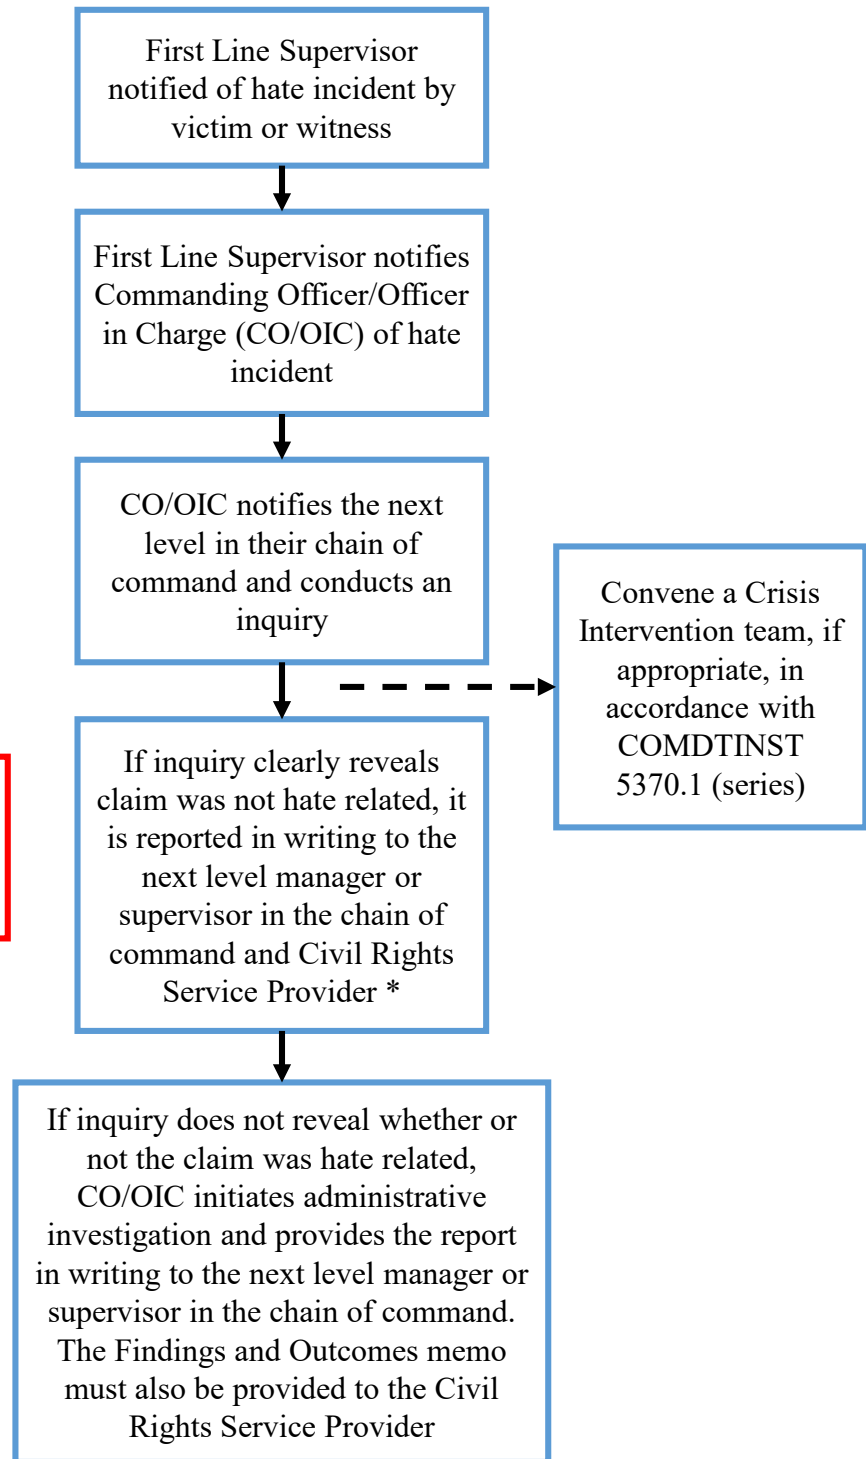 First Line Supervisor
notified of hate incident by
victim or witness
First Line Supervisor notifies
Commanding Officer/Officer
in Charge (CO/OIC) of hate
incident
CO/OIC notifies the next
level in their chain of
command and conducts an
inquiry
Convene a Crisis
Intervention team, if
appropriate, in
accordance with
COMDTINST
5370.1 (series)
If inquiry clearly reveals
claim was not hate related, it
is reported in writing to the
next level manager or
supervisor in the chain of
command and Civil Rights
Service Provider *
If inquiry does not reveal whether or
not the claim was hate related,
CO/OIC initiates administrative
investigation and provides the report
in writing to the next level manager or
supervisor in the chain of command.
The Findings and Outcomes memo
must also be provided to the Civil
Rights Service Provider